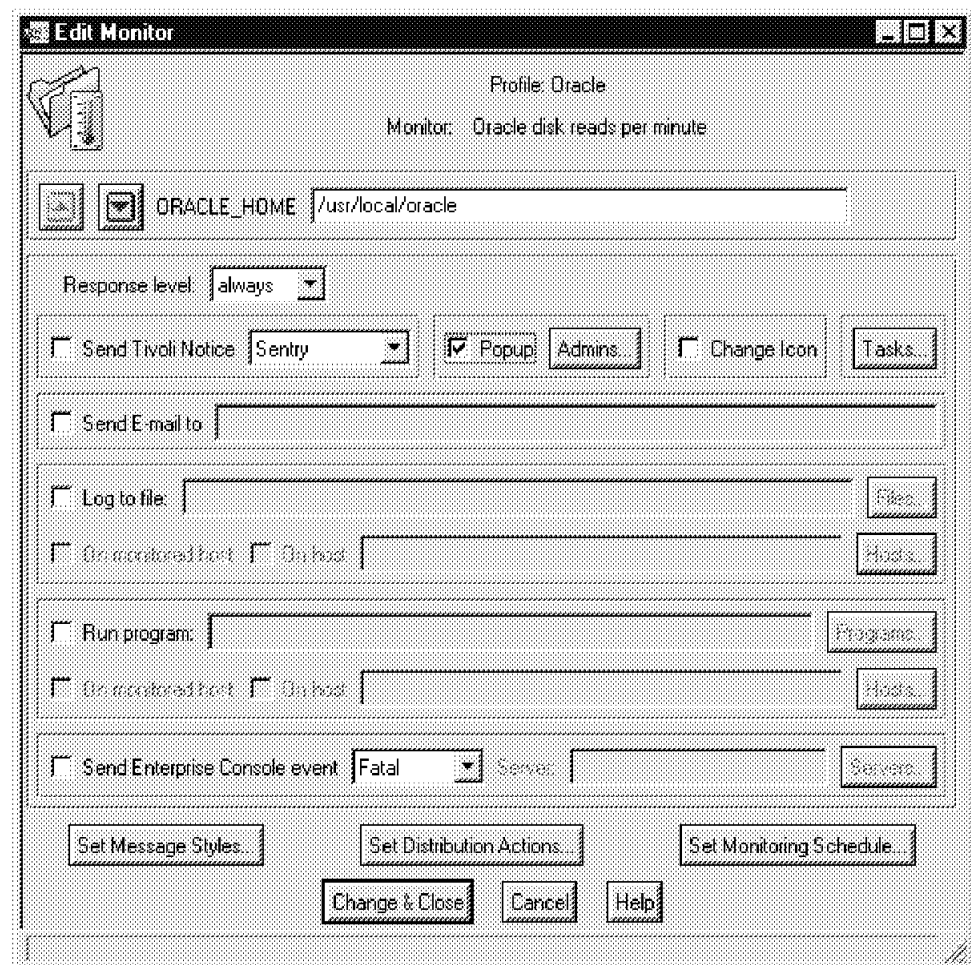 Edit Monitor
Profile: Oracle
Monitor: Oracle disk reads per minute
ORACLE_HOME /usr/local/oracle
Response level: always
Send Tivoli Notice Sentry Popup Admins... Change Icon Tasks...
Send E-mail to
Log to file: Files...
On monitored host On host Hosts...
Run program: Programs...
On monitored host On host Hosts...
Send Enterprise Console event Fatal Server: Servers...
Set Message Styles... Set Distribution Actions... Set Monitoring Schedule...
Change & Close Cancel Help